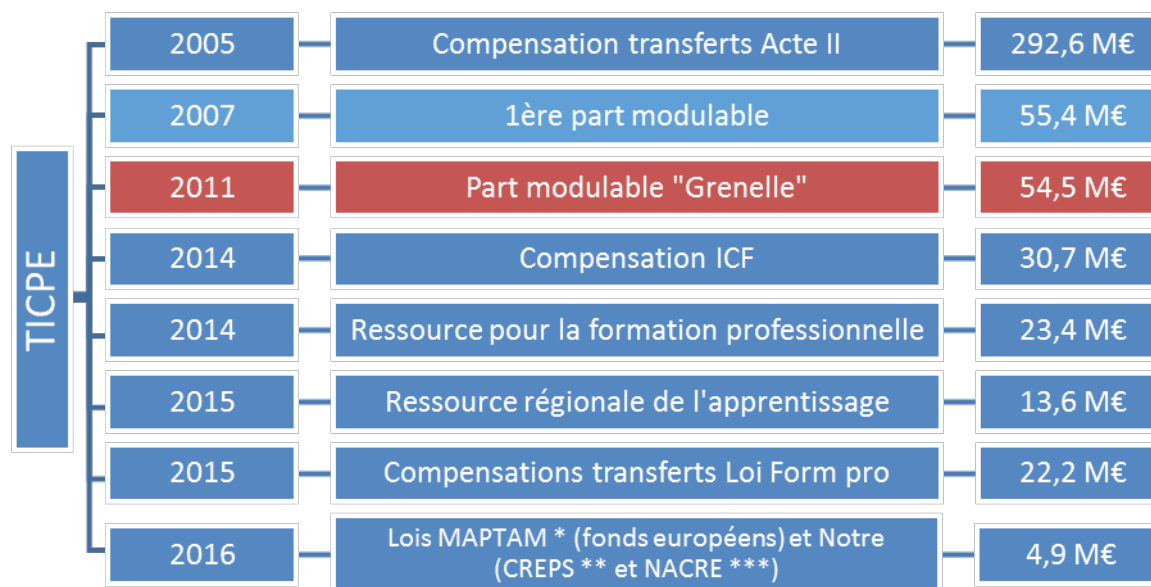 TICPE
2005 Compensation transferts Acte II 292,6 M€
2007 1ère part modulable 55,4 M€
2011 Part modulable "Grenelle" 54,5 M€
2014 Compensation ICF 30,7 M€
2014 Ressource pour la formation professionnelle 23,4 M€
2015 Ressource régionale de l'apprentissage 13,6 M€
2015 Compensations transferts Loi Form pro 22,2 M€
2016 Lois MAPTAM * (fonds européens) et Notre
(CREPS ** et NACRE ***) 4,9 M€